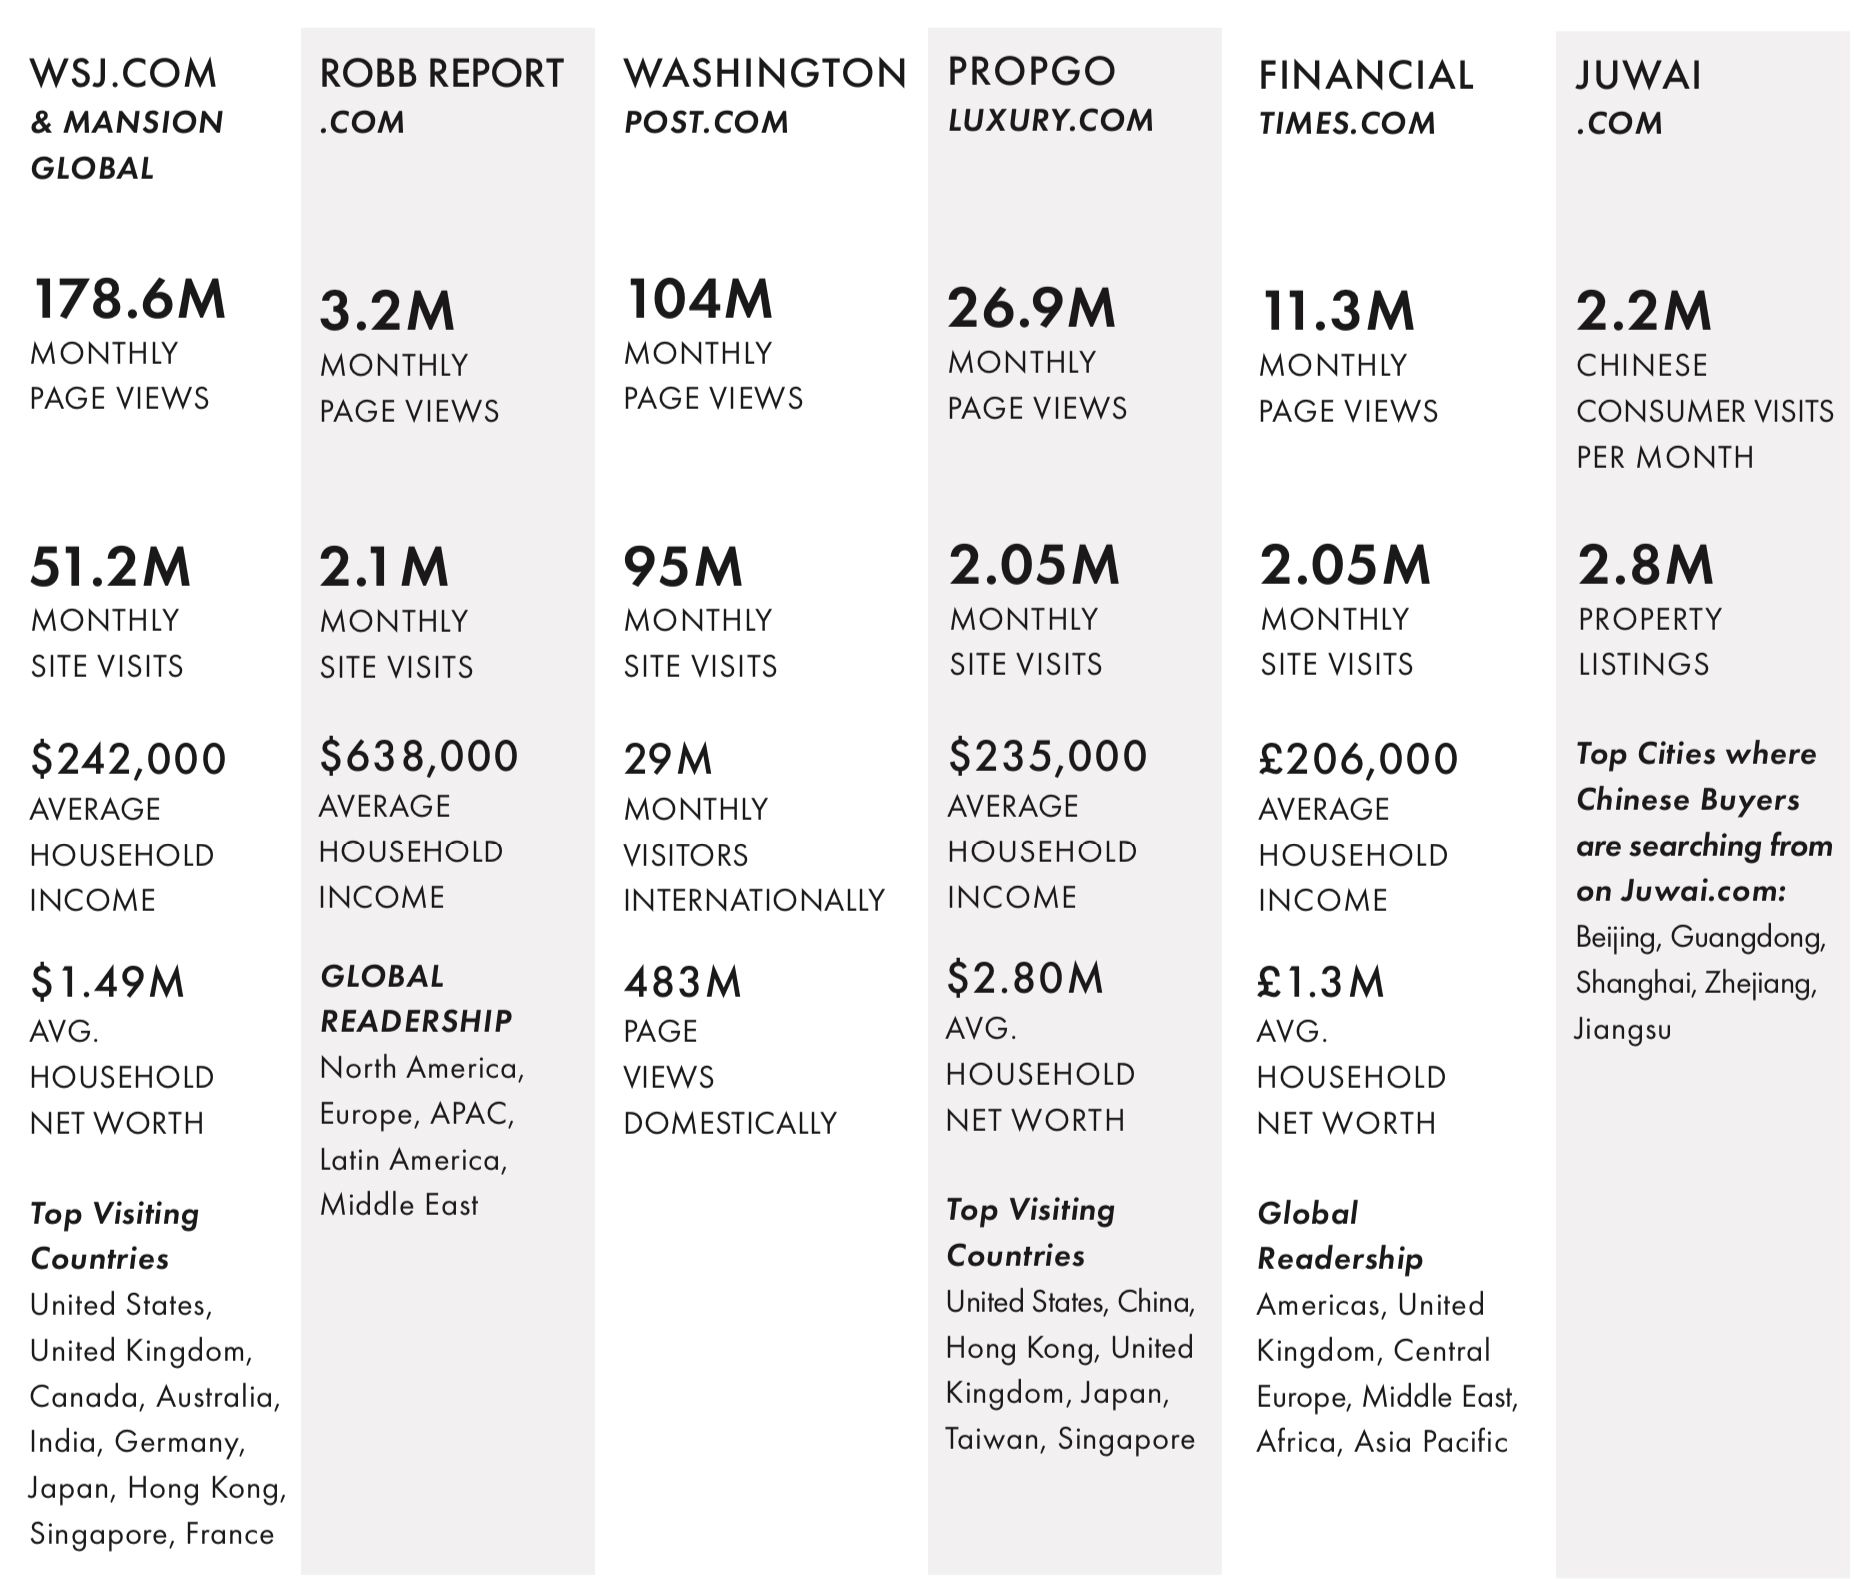 WSJ.COM
& MANSION
GLOBAL
178.6M
MONTHLY
PAGE VIEWS
51.2M
MONTHLY
SITE VISITS
$242,000
AVERAGE
HOUSEHOLD
INCOME
$1.49M
AVG.
HOUSEHOLD
NET WORTH
Top Visiting
Countries
United States,
United Kingdom,
Canada, Australia,
India, Germany,
Japan, Hong Kong,
Singapore, France
ROBB REPORT
.COM
3.2M
MONTHLY
PAGE VIEWS
2.1M
MONTHLY
SITE VISITS
$638,000
AVERAGE
HOUSEHOLD
INCOME
GLOBAL
READERSHIP
North America,
Europe, APAC,
Latin America,
Middle East
WASHINGTON
POST.COM
104M
MONTHLY
PAGE VIEWS
95M
MONTHLY
SITE VISITS
29M
MONTHLY
VISITORS
INTERNATIONALLY
483M
PAGE
VIEWS
DOMESTICALLY
PROPGO
LUXURY.COM
26.9M
MONTHLY
PAGE VIEWS
2.05M
MONTHLY
SITE VISITS
$235,000
AVERAGE
HOUSEHOLD
INCOME
$2.80M
AVG.
HOUSEHOLD
NET WORTH
Top Visiting
Countries
United States, China,
Hong Kong, United
Kingdom, Japan,
Taiwan, Singapore
FINANCIAL
TIMES.COM
11.3M
MONTHLY
PAGE VIEWS
2.05M
MONTHLY
SITE VISITS
£206,000
AVERAGE
HOUSEHOLD
INCOME
£1.3M
AVG.
HOUSEHOLD
NET WORTH
Global
Readership
Americas, United
Kingdom, Central
Europe, Middle East,
Africa, Asia Pacific
JUWAI
.COM
2.2M
CHINESE
CONSUMER VISITS
PER MONTH
2.8M
PROPERTY
LISTINGS
Top Cities where
Chinese Buyers
are searching from
on Juwai.com:
Beijing, Guangdong,
Shanghai, Zhejiang,
Jiangsu